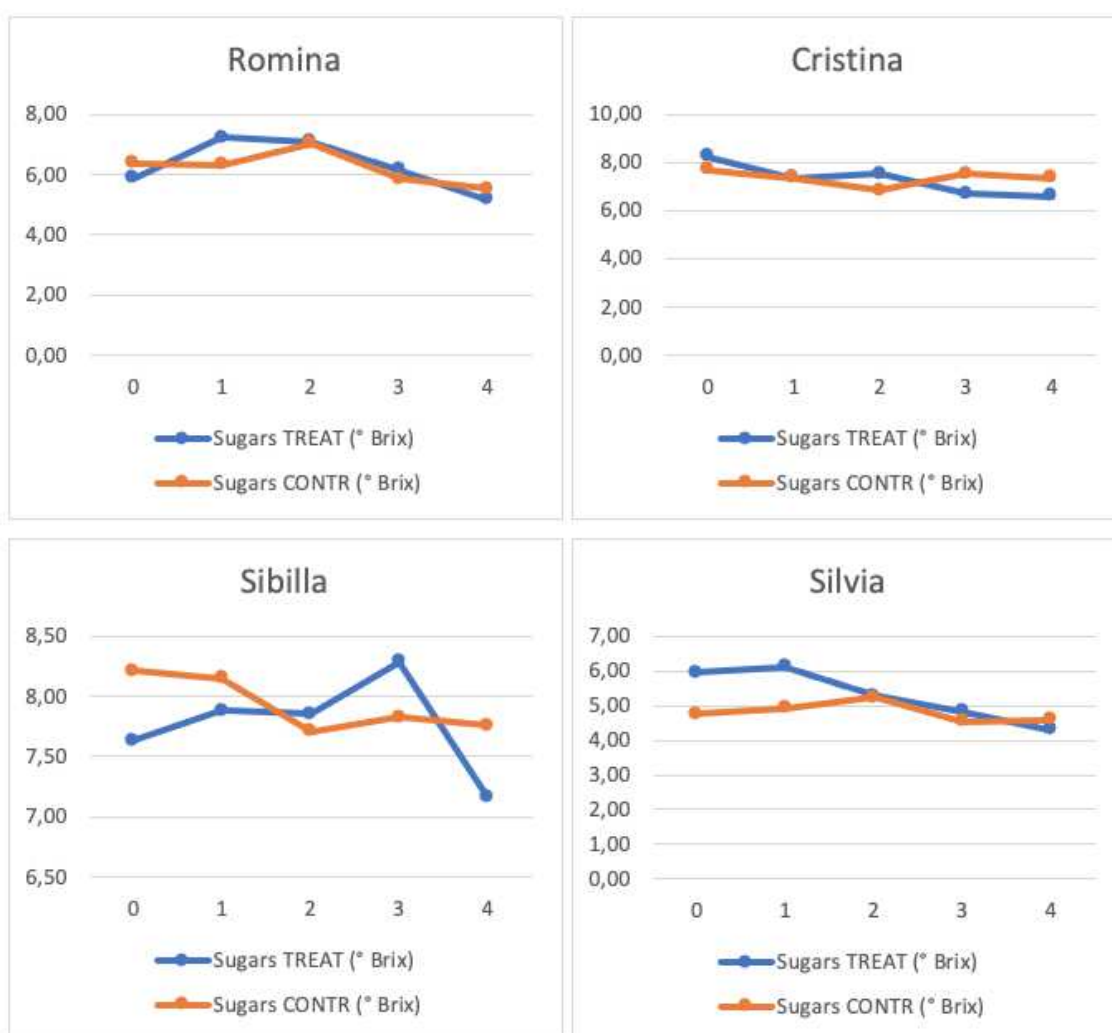 Romina
8,00
6,00
4,00
2,00
0,00
0 1 2 3 4
Sugars TREAT (° Brix)
Sugars CONTR (° Brix)
Cristina
10,00
8,00
6,00
4,00
2,00
0,00
0 1 2 3 4
Sugars TREAT (° Brix)
Sugars CONTR (° Brix)
Sibilla
8,50
8,00
7,50
7,00
6,50
0 1 2 3 4
Sugars TREAT (° Brix)
Sugars CONTR (° Brix)
Silvia
7,00
6,00
5,00
4,00
3,00
2,00
1,00
0,00
0 1 2 3 4
Sugars TREAT (° Brix)
Sugars CONTR (° Brix)